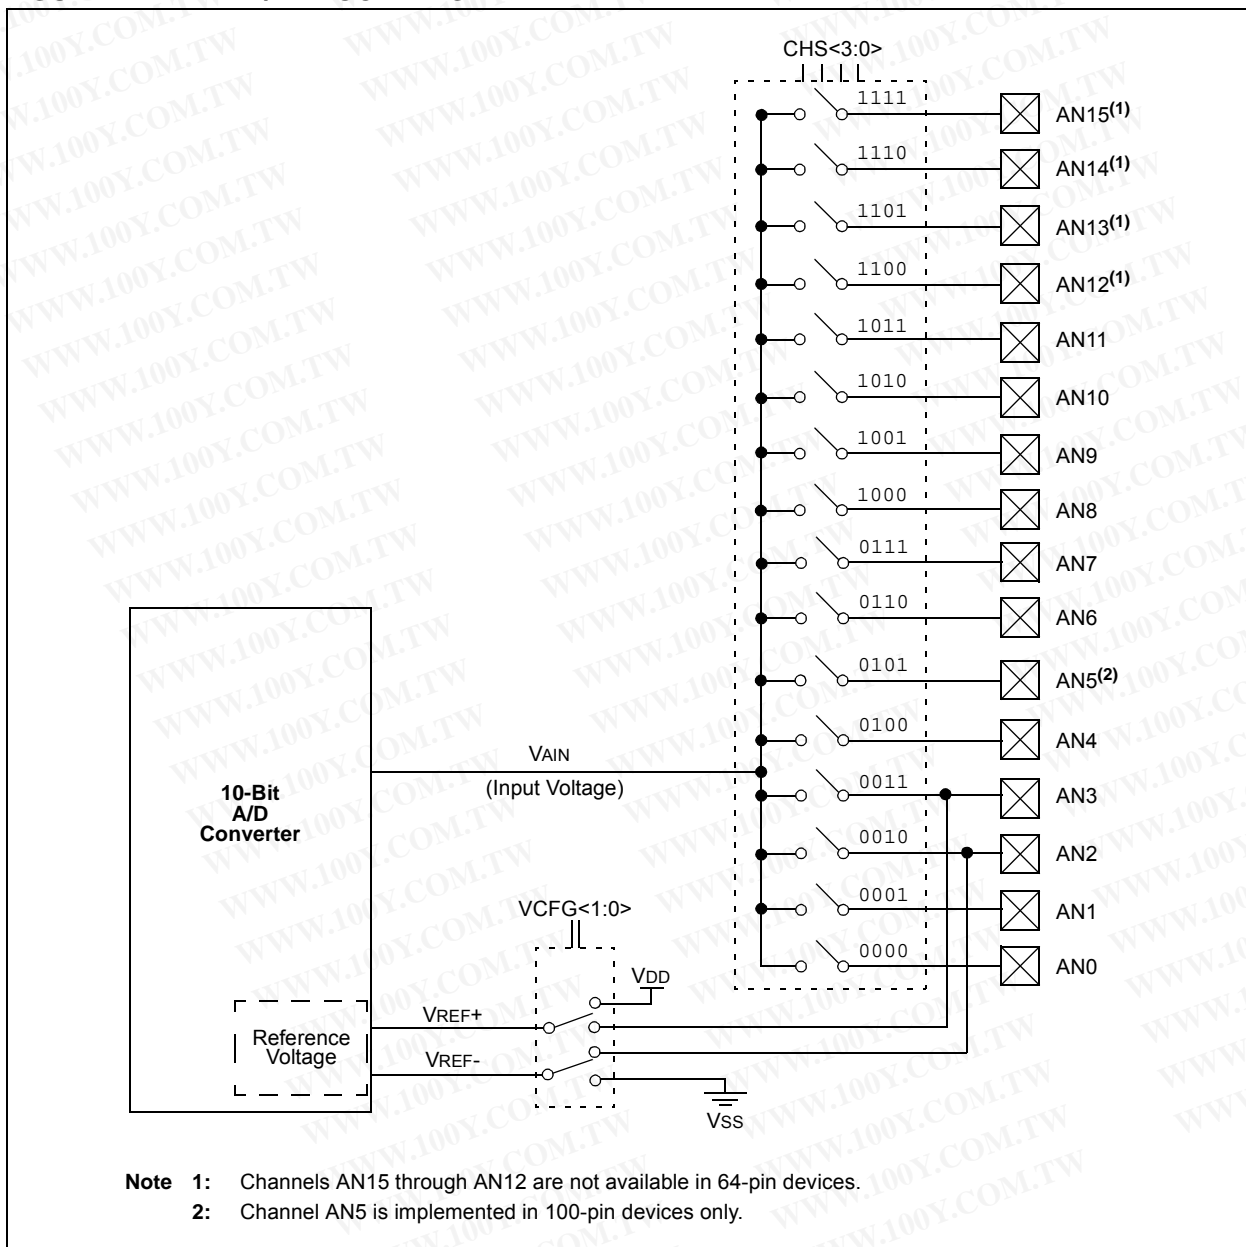 CHS<3:0>
1111
AN15(1)
1110
AN14(1)
1101
AN13(1)
1100
AN12(1)
1011
AN11
1010
AN10
1001
AN9
1000
AN8
0111
AN7
0110
AN6
0101
AN5(2)
0100
AN4
0011
AN3
0010
AN2
0001
AN1
0000
AN0
VAIN
(Input Voltage)
10-Bit
A/D
Converter
VCFG<1:0>
VDD
VREF+
Reference
Voltage
VREF-
VSS
Note 1: Channels AN15 through AN12 are not available in 64-pin devices.
2: Channel AN5 is implemented in 100-pin devices only.
WWW.100Y.COM.TW